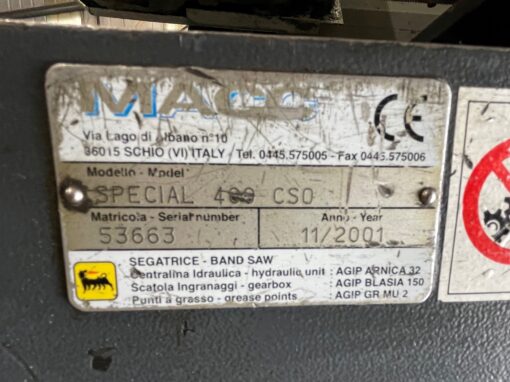 MACC
Via Lago di Albano n°10
36015 SCHIO (VI) ITALY Tel. 0445.575005 - Fax 0445.575006
CE
Modello - Model
SPECIAL CSO
Matricola - Serial number
Anno - Year
53663
11/2001
SEGATRICE - BAND SAW
Centralina Idraulica - hydraulic unit : AGIP ARNICA 32
Scatola Ingranaggi - gearbox : AGIP BLASIA 150
Punti a grasso - grease points : AGIP GR MU 2